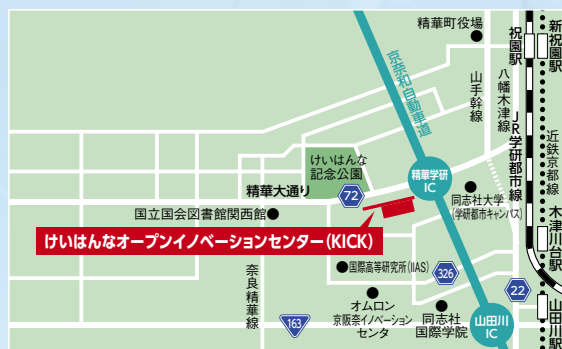 精華町役場
祝園駅
新祝園駅
京奈和自動車道
山手幹線
八幡木津線
JR学研都市線
近鉄京都線
けいはんな
記念公園
精華学研
IC
精華大通り
72
同志社大学
(学研都市キャンパス)
国立国会図書館関西館
木津川台駅
けいはんなオープンイノベーションセンター(KICK)
国際高等研究所(IIAS)
326
奈良精華線
22
オムロン
京阪奈イノベーション
センタ
同志社
国際学院
山田川
IC
山田川駅
163